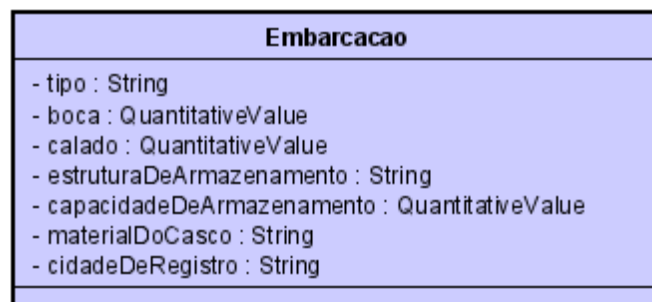 Embarcacao
- tipo : String
- boca : QuantitativeValue
- calado : QuantitativeValue
- estruturaDeArmazenamento : String
- capacidadeDeArmazenamento : QuantitativeValue
- materialDoCasco : String
- cidadeDeRegistro : String